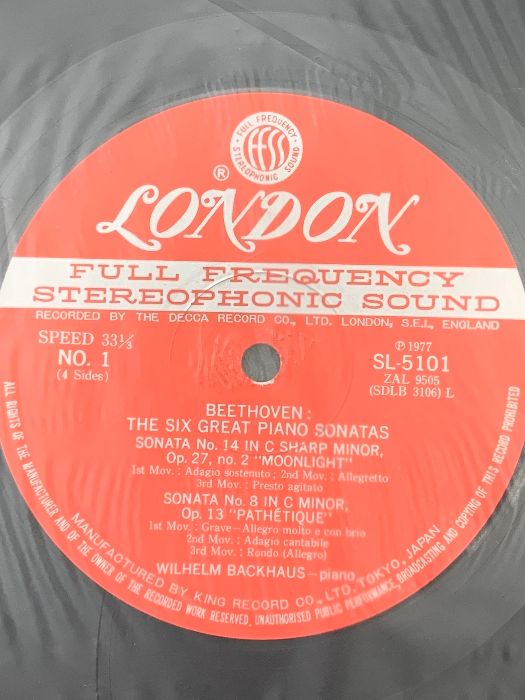 FULL FREQUENCY
FFSS
STEREOPHONIC SOUND
®
LONDON
FULL FREQUENCY
STEREOPHONIC SOUND
RECORDED BY THE DECCA RECORD CO., LTD. LONDON, S.E.I, ENGLAND
SPEED 33⅓
NO. 1
(4 Sides)
℗ 1977
SL-5101
ZAL 9505
(SDLB 3106) L
BEETHOVEN:
THE SIX GREAT PIANO SONATAS
SONATA No. 14 IN C SHARP MINOR,
Op. 27, no. 2 "MOONLIGHT"
1st Mov.: Adagio sostenuto; 2nd Mov.: Allegretto
3rd Mov.: Presto agitato
SONATA No. 8 IN C MINOR,
Op. 13 "PATHÉTIQUE"
1st Mov.: Grave—Allegro molto e con brio
2nd Mov.: Adagio cantabile
3rd Mov.: Rondo (Allegro)
WILHELM BACKHAUS—piano
MANUFACTURED BY KING RECORD CO., LTD. TOKYO, JAPAN
ALL RIGHTS OF THE MANUFACTURER AND OF THE OWNER OF THE RECORDED WORK RESERVED, UNAUTHORISED PUBLIC PERFORMANCE, BROADCASTING AND COPYING OF THIS RECORD PROHIBITED